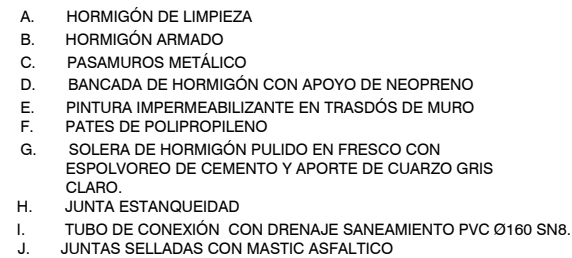 A. HORMIGÓN DE LIMPIEZA
B. HORMIGÓN ARMADO
C. PASAMUROS METÁLICO
D. BANCADA DE HORMIGÓN CON APOYO DE NEOPRENO
E. PINTURA IMPERMEABILIZANTE EN TRASDÓS DE MURO
F. PATES DE POLIPROPILENO
G. SOLERA DE HORMIGÓN PULIDO EN FRESCO CON
ESPOLVOREO DE CEMENTO Y APORTE DE CUARZO GRIS
CLARO.
H. JUNTA ESTANQUEIDAD
I. TUBO DE CONEXIÓN CON DRENAJE SANEAMIENTO PVC Ø160 SN8.
J. JUNTAS SELLADAS CON MASTIC ASFALTICO